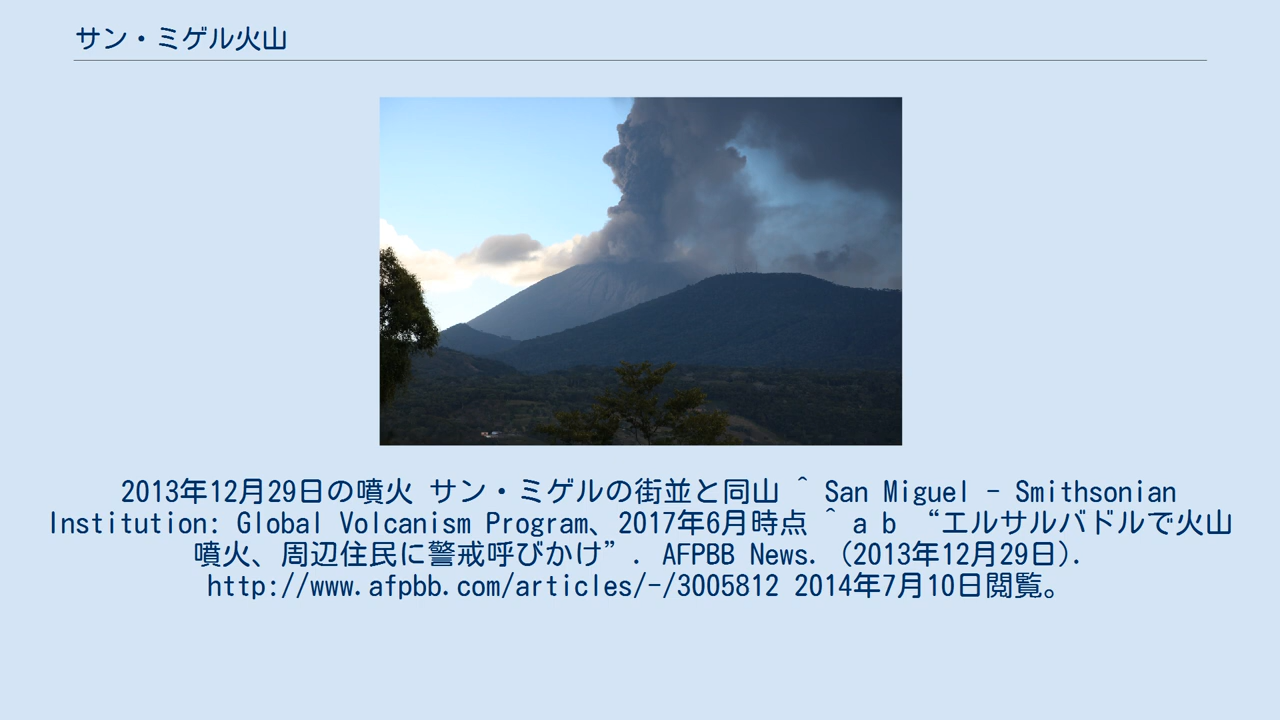 サン・ミゲル火山
2013年12月29日の噴火 サン・ミゲルの街並と同山 ^ San Miguel - Smithsonian
Institution: Global Volcanism Program、2017年6月時点 ^ a b “エルサルバドルで火山
噴火、周辺住民に警戒呼びかけ”. AFPBB News. (2013年12月29日).
http://www.afpbb.com/articles/-/3005812 2014年7月10日閲覧。